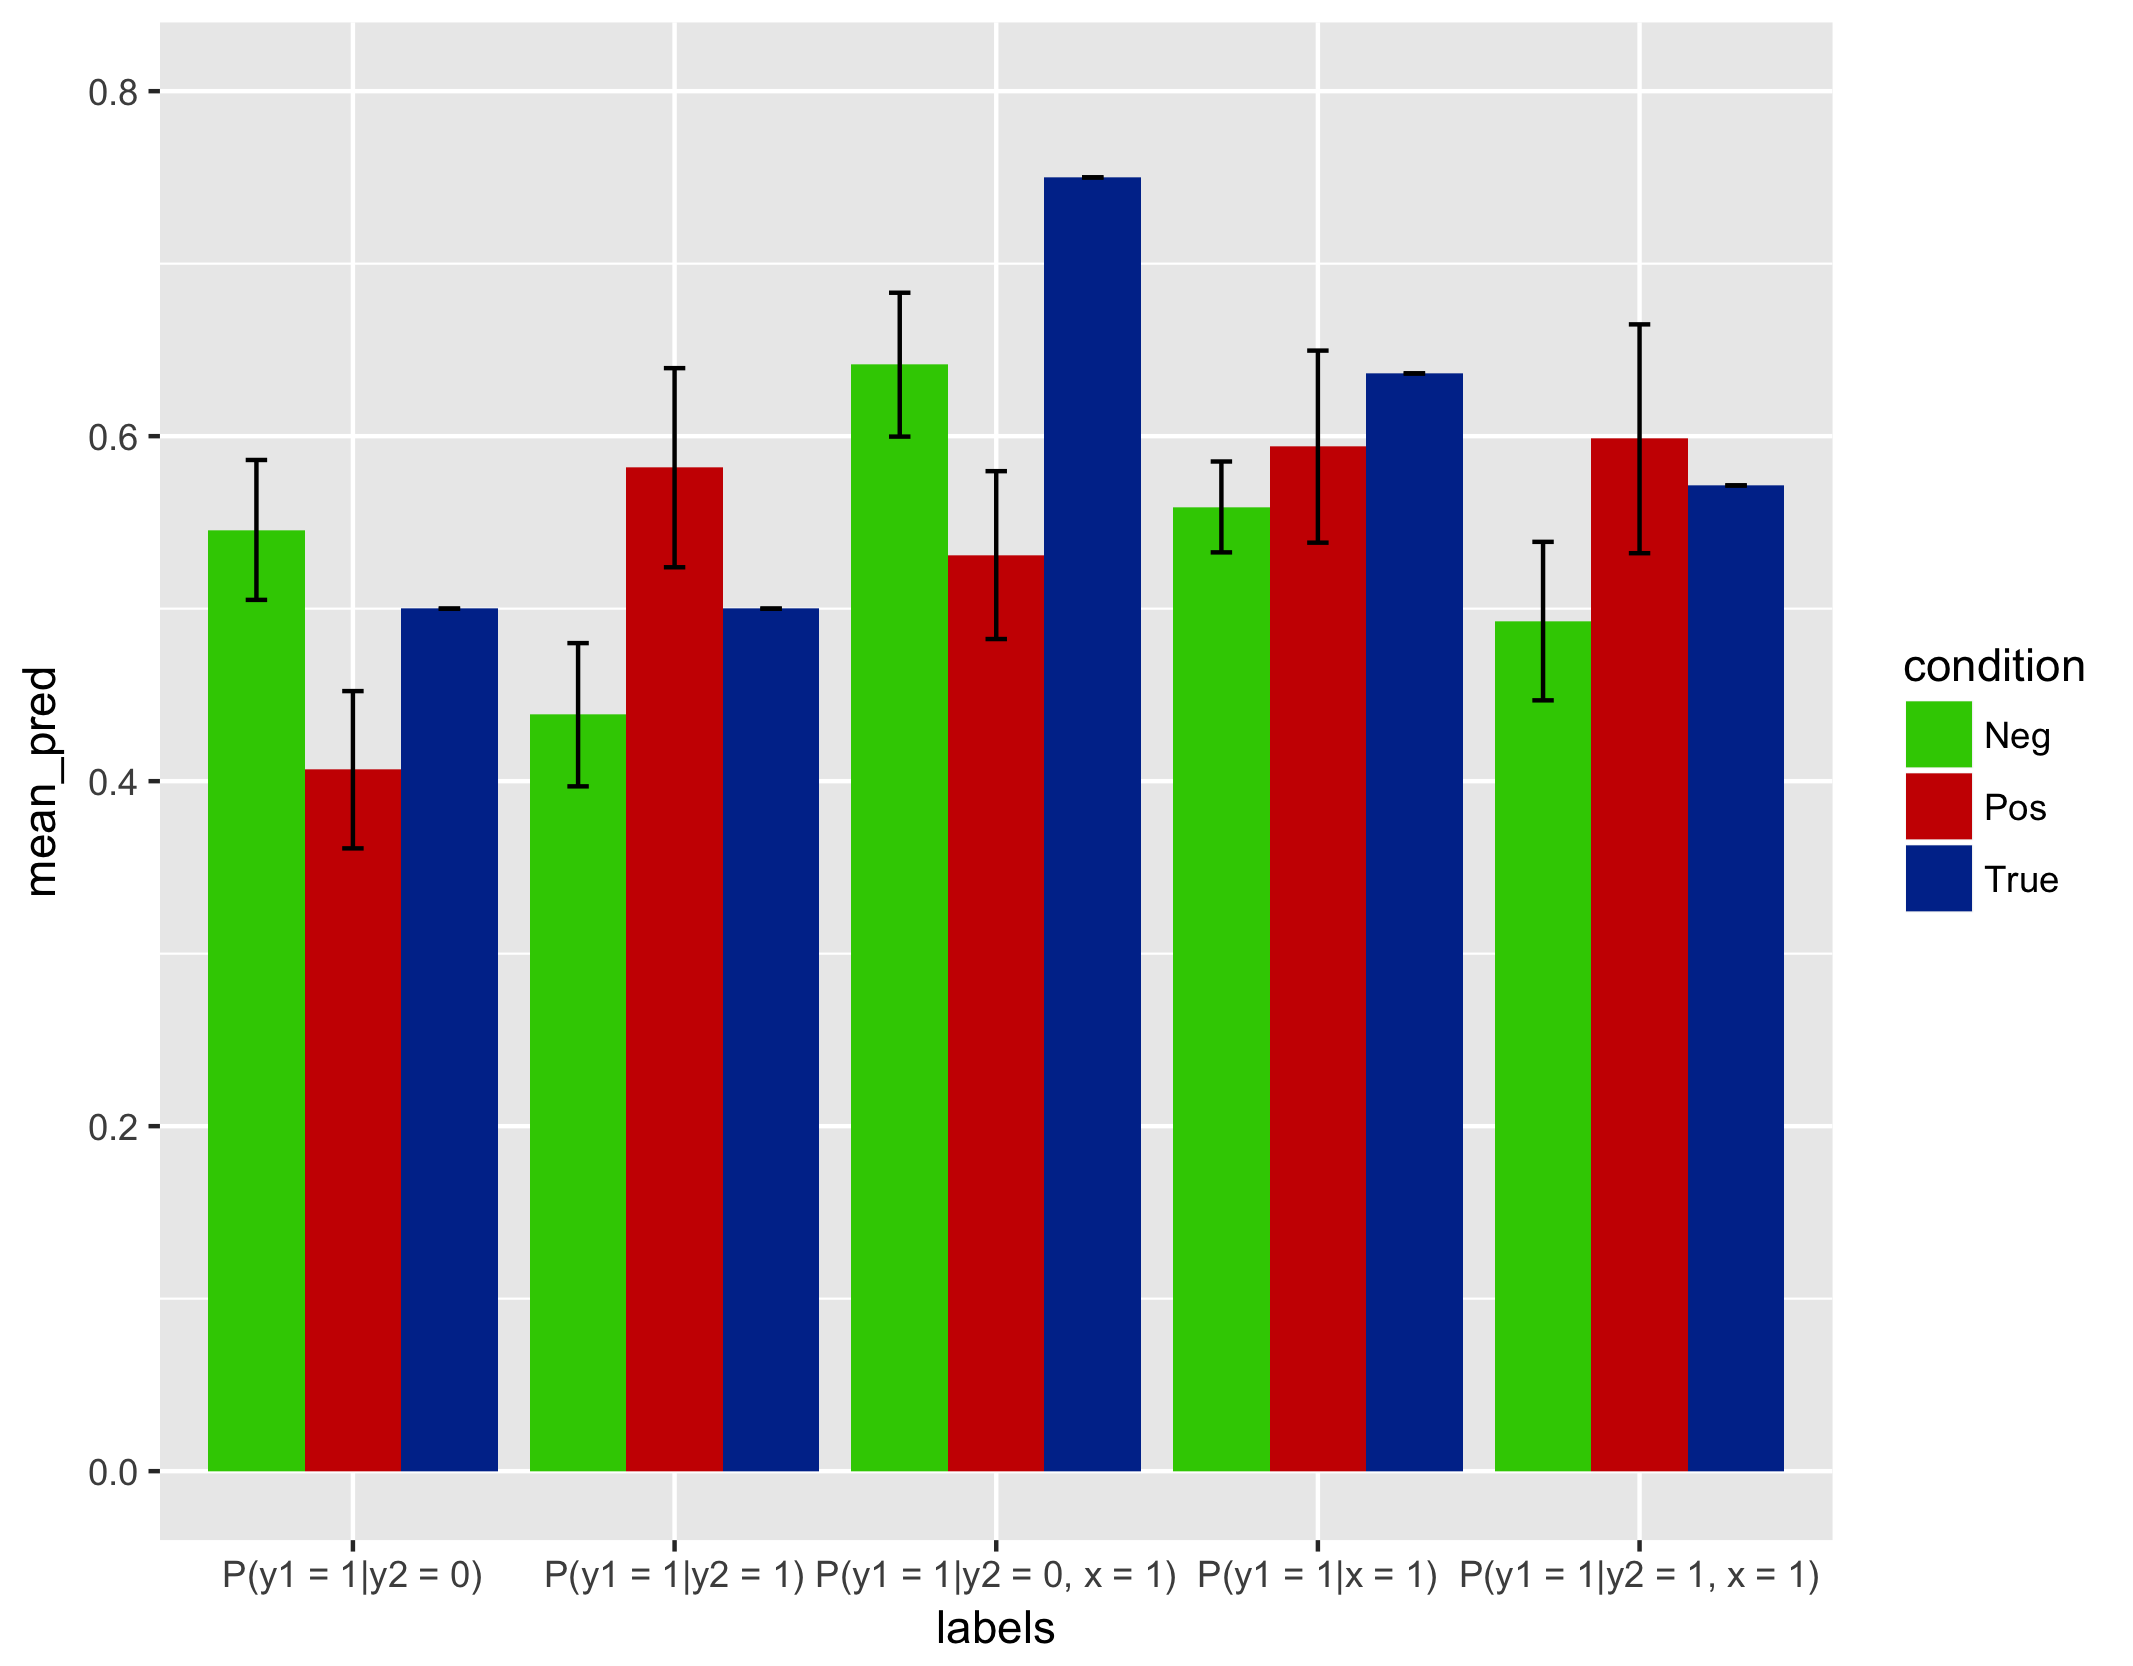 mean_pred
0.8
0.6
0.4
0.2
0.0
P(y1 = 1|y2 = 0)
P(y1 = 1|y2 = 1)
P(y1 = 1|y2 = 0, x = 1)
P(y1 = 1|x = 1)
P(y1 = 1|y2 = 1, x = 1)
labels
condition
Neg
Pos
True